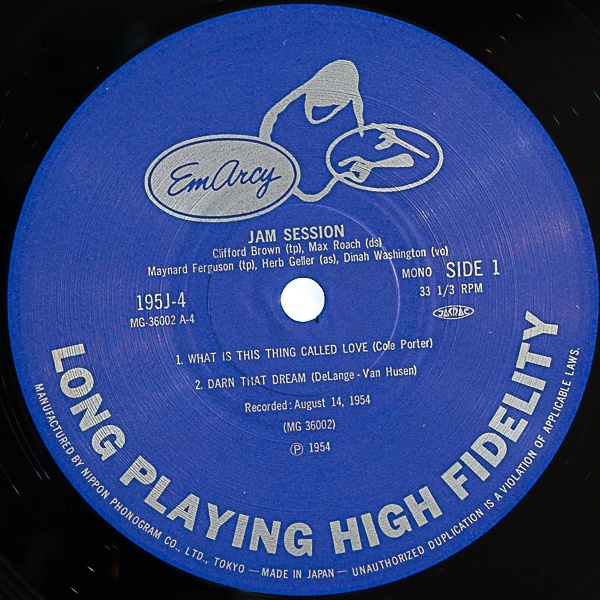 EmArcy
JAM SESSION
Clifford Brown (tp), Max Roach (ds)
Maynard Ferguson (tp), Herb Geller (as), Dinah Washington (vo)
MONO SIDE 1
195J-4
33 1/3 RPM
MG-36002 A-4
JASRAC
1. WHAT IS THIS THING CALLED LOVE (Cole Porter)
2. DARN THAT DREAM (DeLange-Van Husen)
Recorded: August 14, 1954
(MG 36002)
Ⓟ 1954
LONG PLAYING HIGH FIDELITY
MANUFACTURED BY NIPPON PHONOGRAM CO., LTD., TOKYO — MADE IN JAPAN — UNAUTHORIZED DUPLICATION IS A VIOLATION OF APPLICABLE LAWS.